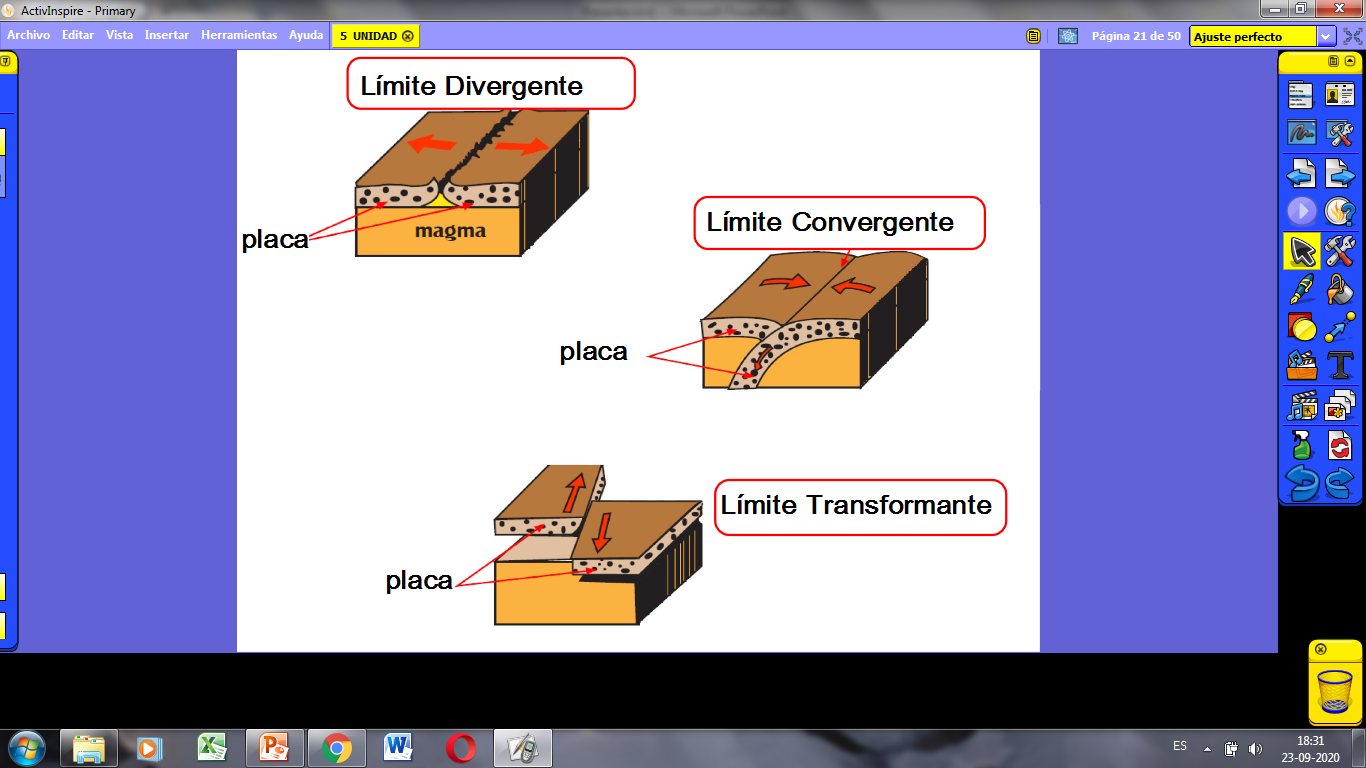 ActivInspire - Primary
Archivo Editar Vista Insertar Herramientas Ayuda
5 UNIDAD
Página 21 de 50
Ajuste perfecto
Límite Divergente
placa
magma
Límite Convergente
placa
Límite Transformante
placa
ES
18:31
23-09-2020